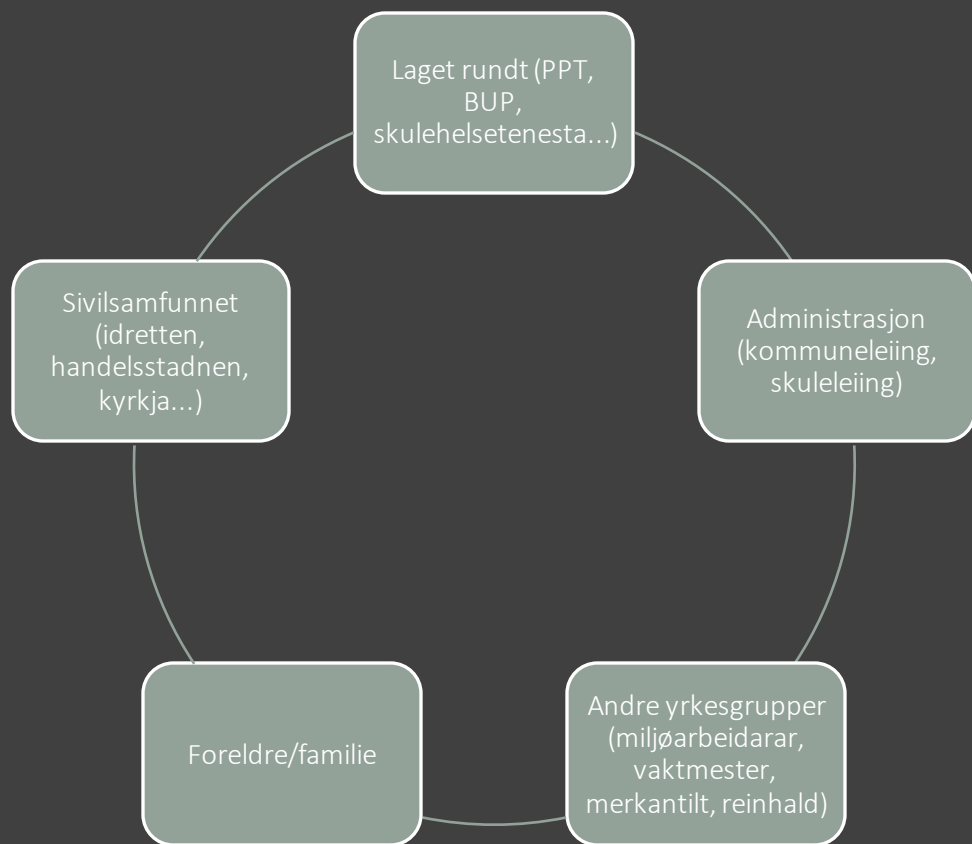 Laget rundt (PPT,
BUP,
skulehelsetenesta...)
Administrasjon
(kommuneleiing,
skuleleiing)
Andre yrkesgrupper
(miljøarbeidarar,
vaktmester,
merkantilt, reinhald)
Foreldre/familie
Sivilsamfunnet
(idretten,
handelsstadnen,
kyrkja...)